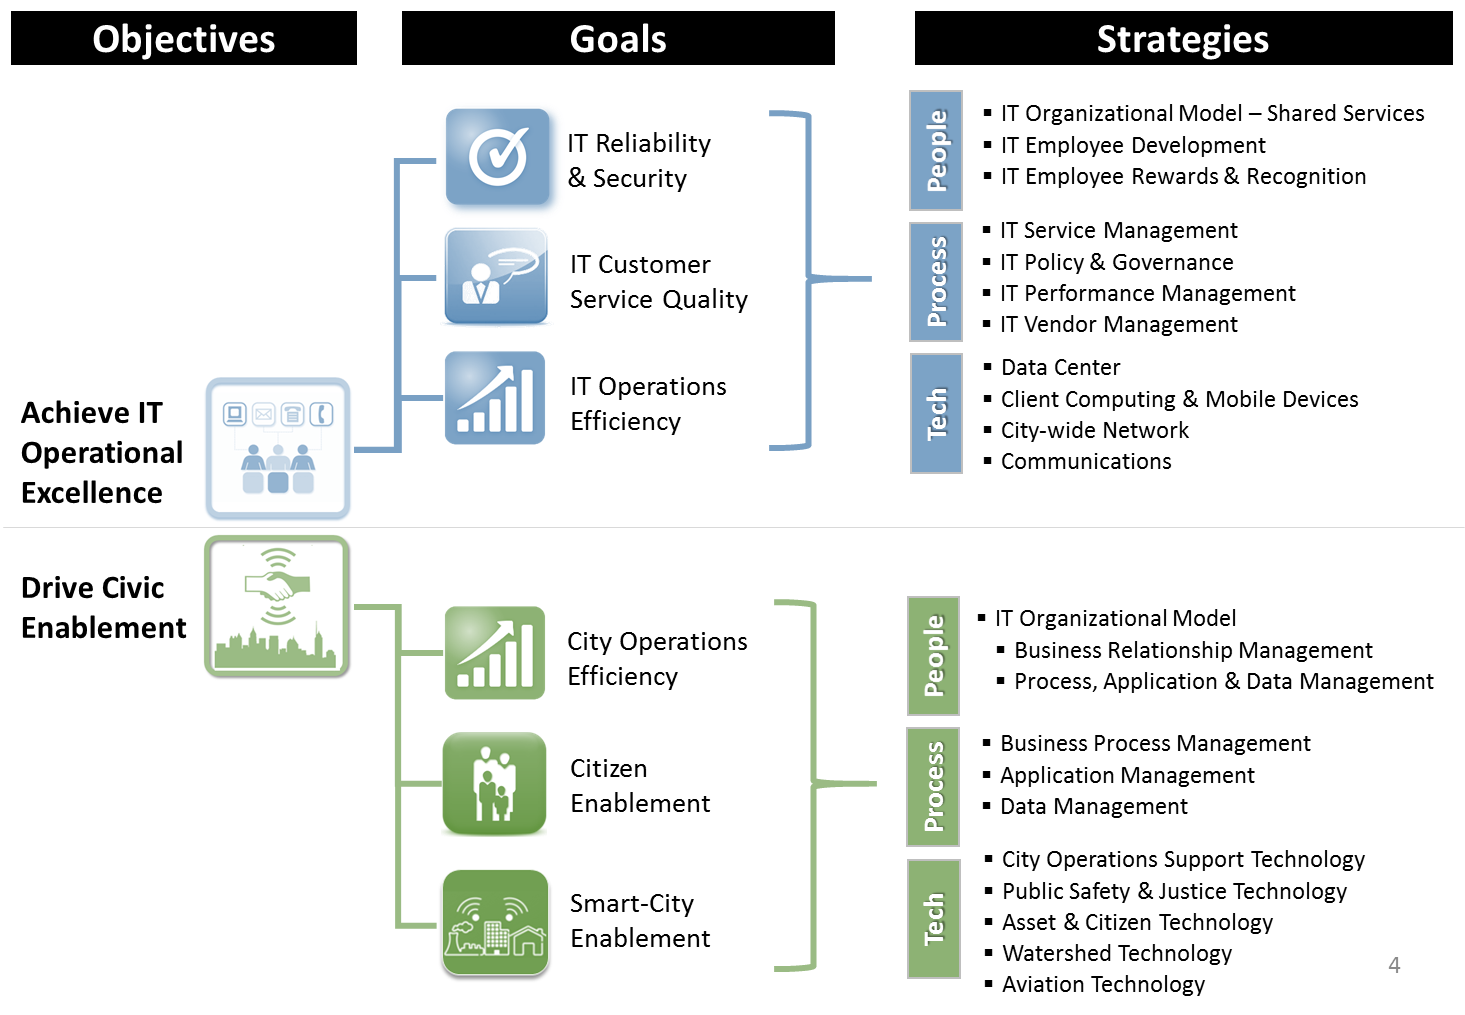 Objectives
Goals
Strategies
Achieve IT
Operational
Excellence
IT Reliability
& Security
IT Customer
Service Quality
IT Operations
Efficiency
People
▪ IT Organizational Model – Shared Services
▪ IT Employee Development
▪ IT Employee Rewards & Recognition
Process
▪ IT Service Management
▪ IT Policy & Governance
▪ IT Performance Management
▪ IT Vendor Management
Tech
▪ Data Center
▪ Client Computing & Mobile Devices
▪ City-wide Network
▪ Communications
Drive Civic
Enablement
City Operations
Efficiency
Citizen
Enablement
Smart-City
Enablement
People
▪ IT Organizational Model
▪ Business Relationship Management
▪ Process, Application & Data Management
Process
▪ Business Process Management
▪ Application Management
▪ Data Management
Tech
▪ City Operations Support Technology
▪ Public Safety & Justice Technology
▪ Asset & Citizen Technology
▪ Watershed Technology
▪ Aviation Technology
4